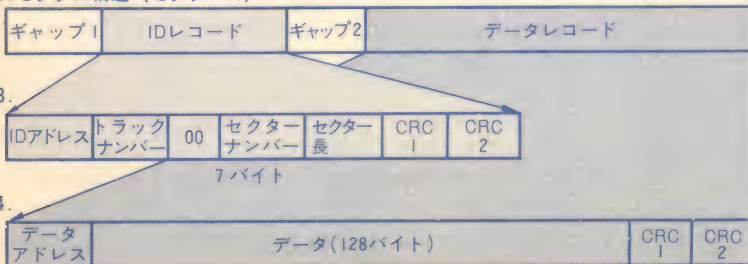 ギャップ1 IDレコード ギャップ2 データレコード
3.
IDアドレス トラックナンバー 00 セクターナンバー セクター長 CRC 1 CRC 2
7バイト
4.
データアドレス データ(128バイト) CRC 1 CRC 2